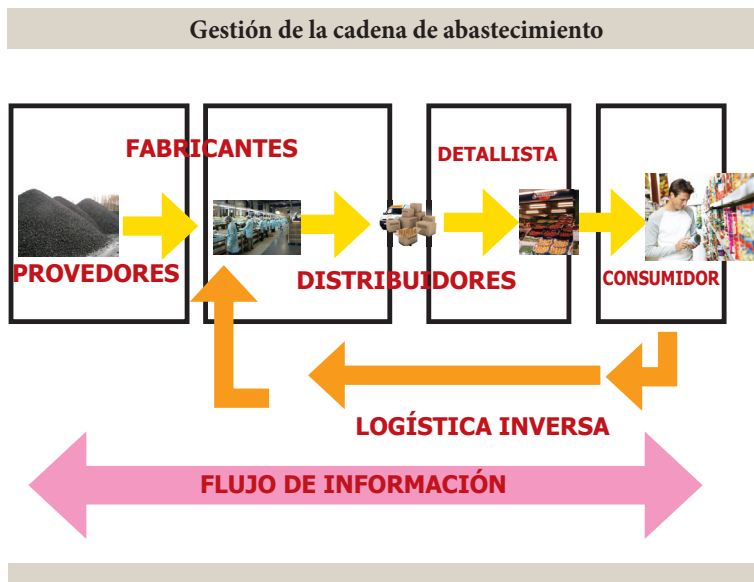 Gestión de la cadena de abastecimiento
FABRICANTES
DETALLISTA
PROVEDORES
DISTRIBUIDORES
CONSUMIDOR
LOGÍSTICA INVERSA
FLUJO DE INFORMACIÓN